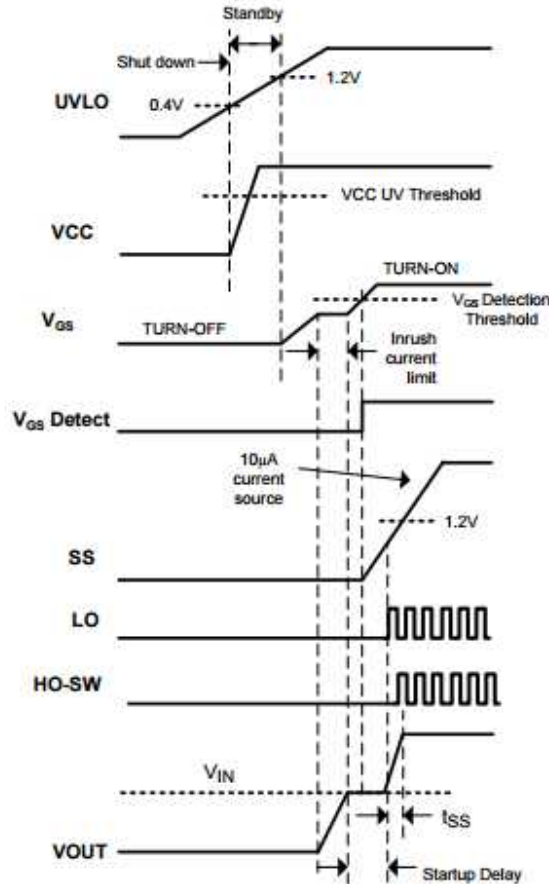 Standby
Shut down
1.2V
UVLO
0.4V
VCC UV Threshold
VCC
TURN-ON
VGS Detection
Threshold
VGS
TURN-OFF
Inrush
current
limit
VGS Detect
10μA
current
source
1.2V
SS
LO
HO-SW
VIN
tSS
VOUT
Startup Delay